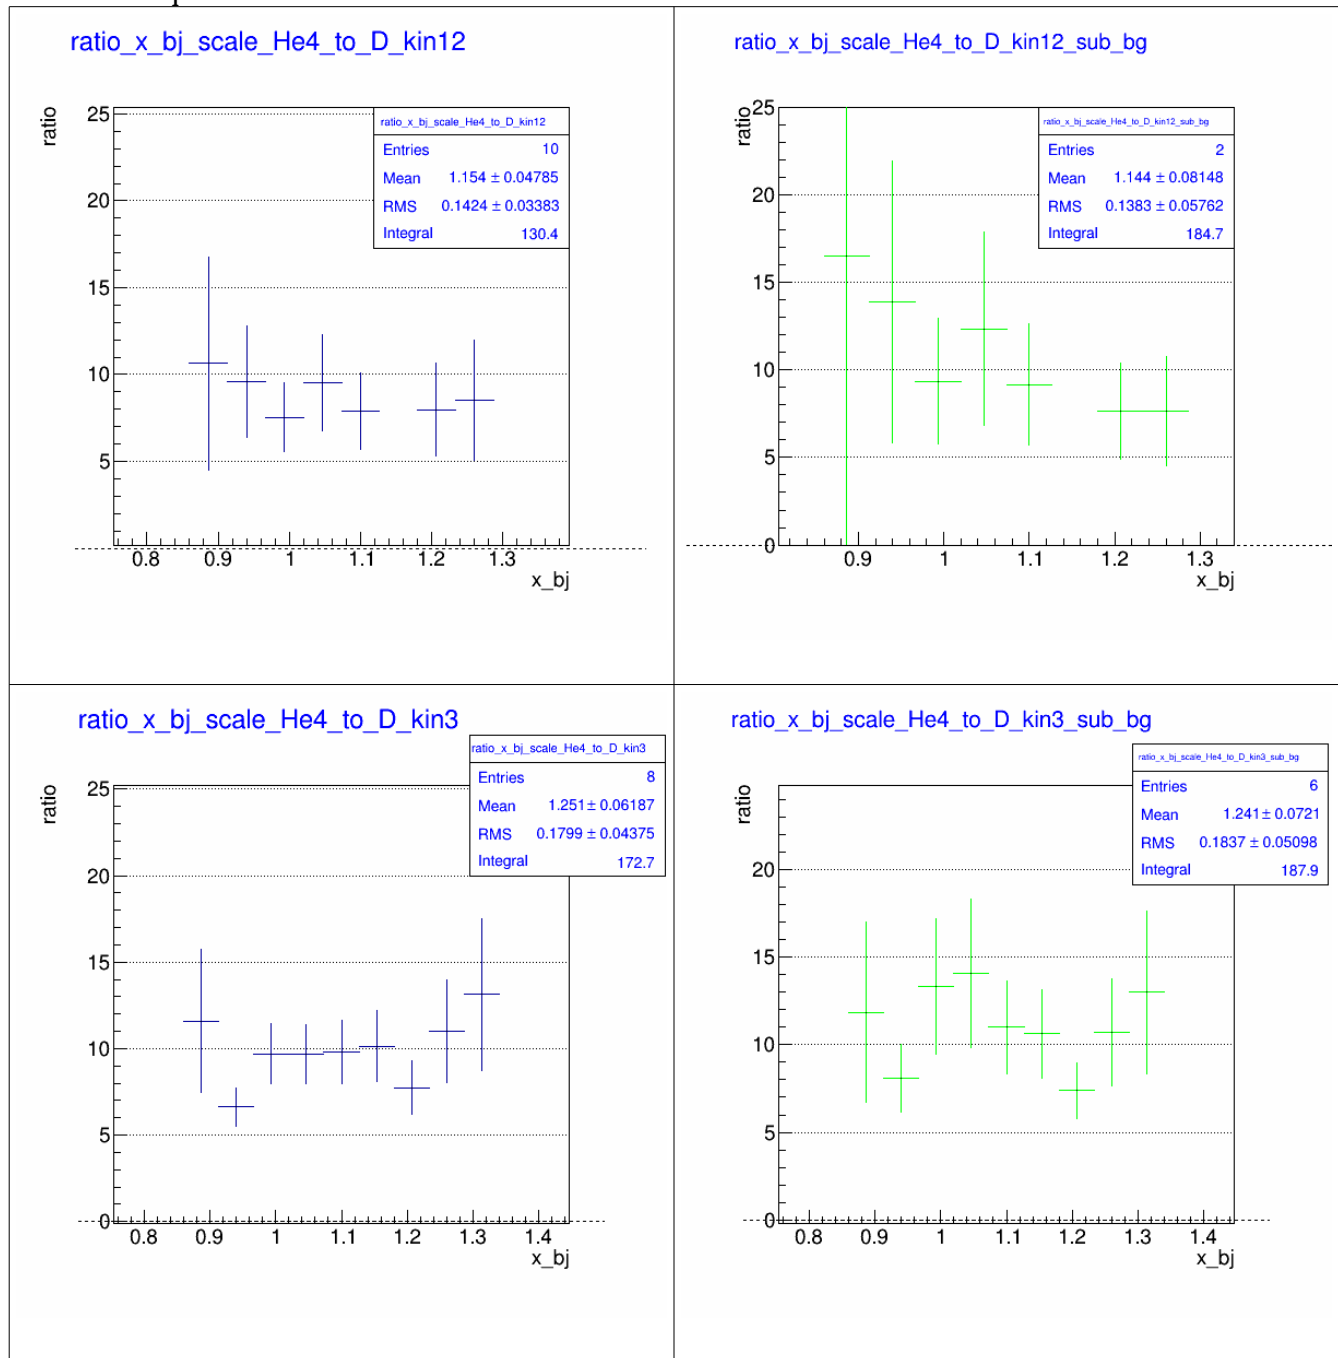 ratio_x_bj_scale_He4_to_D_kin12
ratio
25
20
15
10
5
0.8 0.9 1 1.1 1.2 1.3
x_bj
ratio_x_bj_scale_He4_to_D_kin12
Entries 10
Mean 1.154 ± 0.04785
RMS 0.1424 ± 0.03383
Integral 130.4
ratio_x_bj_scale_He4_to_D_kin12_sub_bg
ratio
25
20
15
10
5
0
0.9 1 1.1 1.2 1.3
x_bj
ratio_x_bj_scale_He4_to_D_kin12_sub_bg
Entries 2
Mean 1.144 ± 0.08148
RMS 0.1383 ± 0.05762
Integral 184.7
ratio_x_bj_scale_He4_to_D_kin3
ratio
25
20
15
10
5
0
0.8 0.9 1 1.1 1.2 1.3 1.4
x_bj
ratio_x_bj_scale_He4_to_D_kin3
Entries 8
Mean 1.251 ± 0.06187
RMS 0.1799 ± 0.04375
Integral 172.7
ratio_x_bj_scale_He4_to_D_kin3_sub_bg
ratio
20
15
10
5
0
0.8 0.9 1 1.1 1.2 1.3 1.4
x_bj
ratio_x_bj_scale_He4_to_D_kin3_sub_bg
Entries 6
Mean 1.241 ± 0.0721
RMS 0.1837 ± 0.05098
Integral 187.9